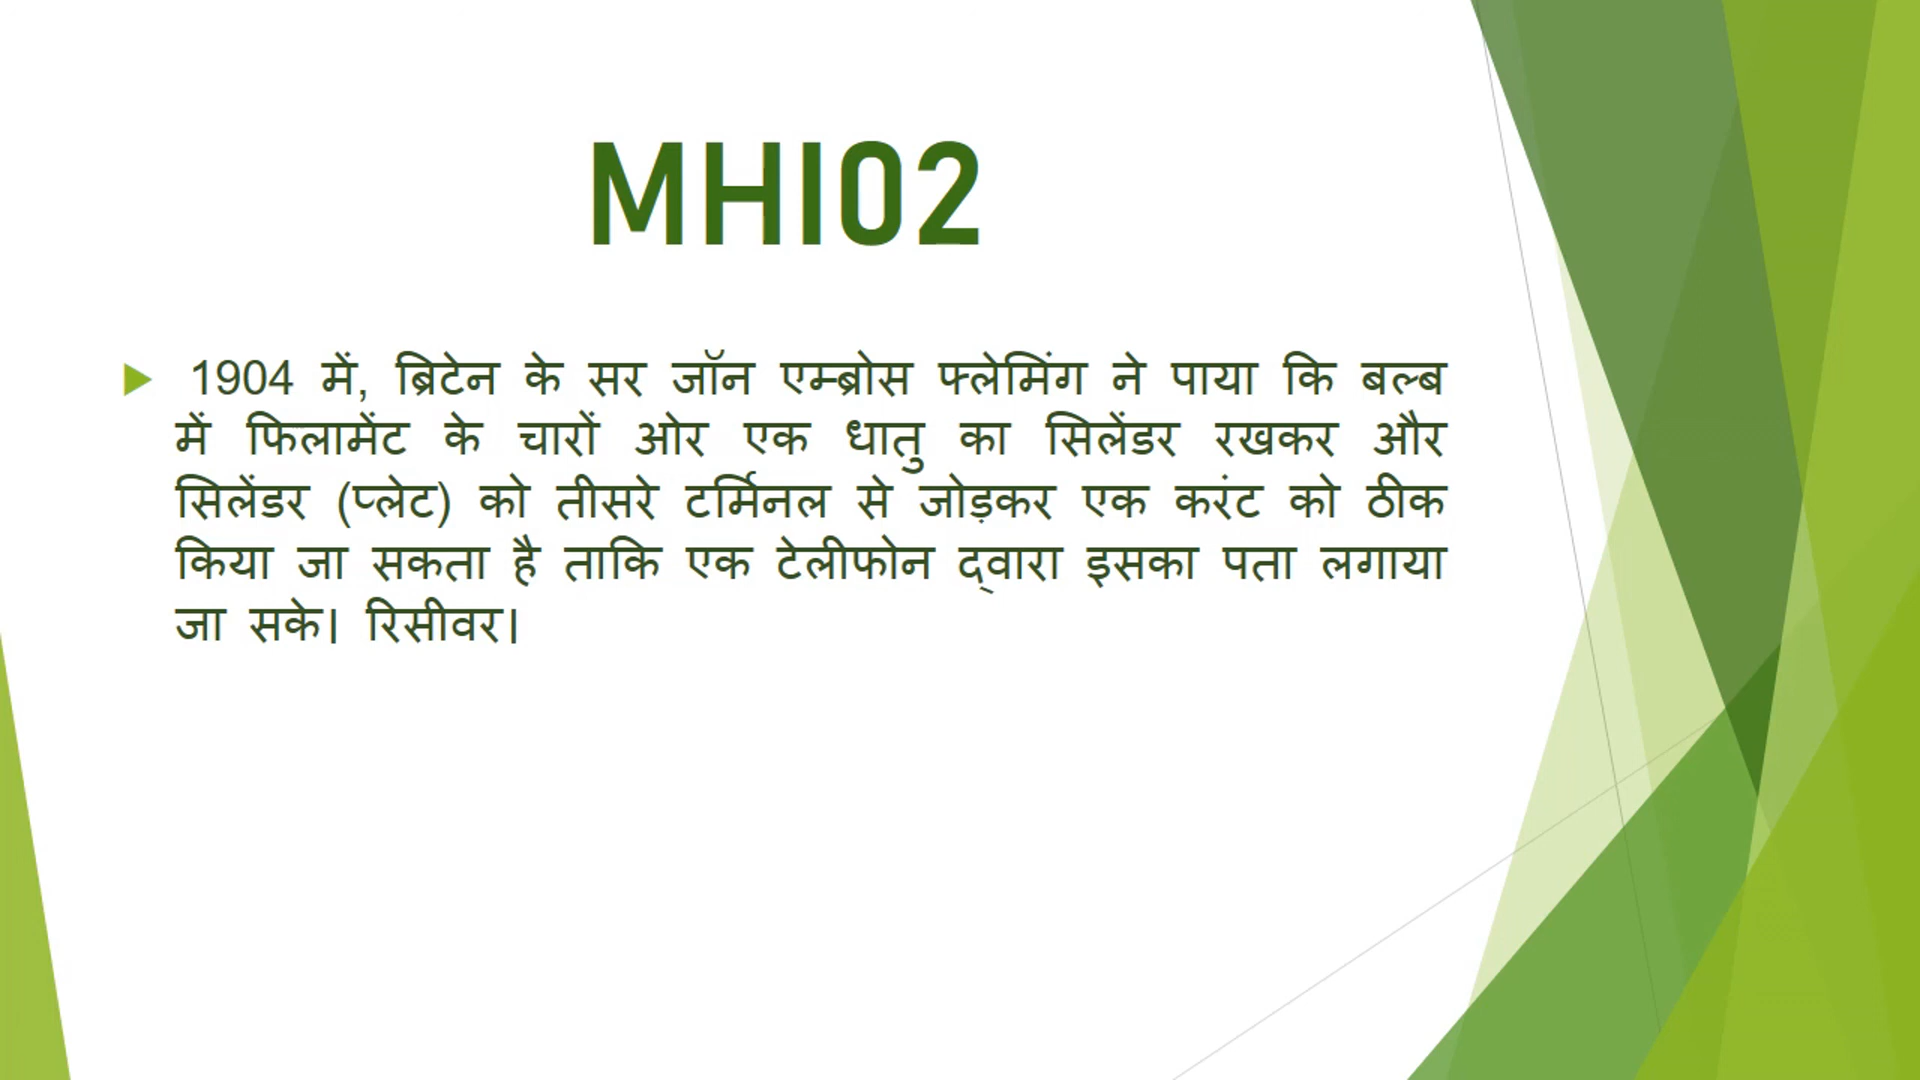 MHI02
1904 में, ब्रिटेन के सर जॉन एम्ब्रोस फ्लेमिंग ने पाया कि बल्ब
में फिलामेंट के चारों ओर एक धातु का सिलेंडर रखकर और
सिलेंडर (प्लेट) को तीसरे टर्मिनल से जोड़कर एक करंट को ठीक
किया जा सकता है ताकि एक टेलीफोन द्वारा इसका पता लगाया
जा सके। रिसीवर।